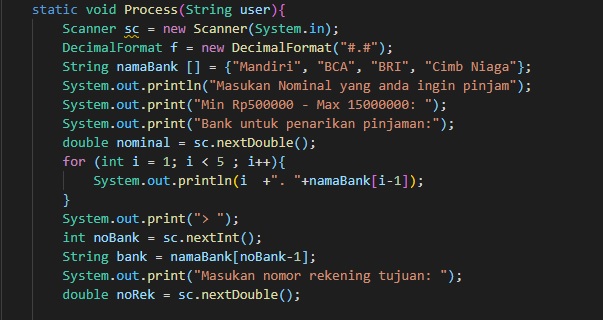 static void Process(String user){
Scanner sc = new Scanner(System.in);
DecimalFormat f = new DecimalFormat("#.#");
String namaBank [] = {"Mandiri", "BCA", "BRI", "Cimb Niaga"};
System.out.println("Masukan Nominal yang anda ingin pinjam");
System.out.print("Min Rp500000 - Max 15000000: ");
System.out.print("Bank untuk penarikan pinjaman:");
double nominal = sc.nextDouble();
for (int i = 1; i < 5 ; i++){
System.out.println(i  +". "+namaBank[i-1]);
}
System.out.print("> ");
int noBank = sc.nextInt();
String bank = namaBank[noBank-1];
System.out.print("Masukan nomor rekening tujuan: ");
double noRek = sc.nextDouble();